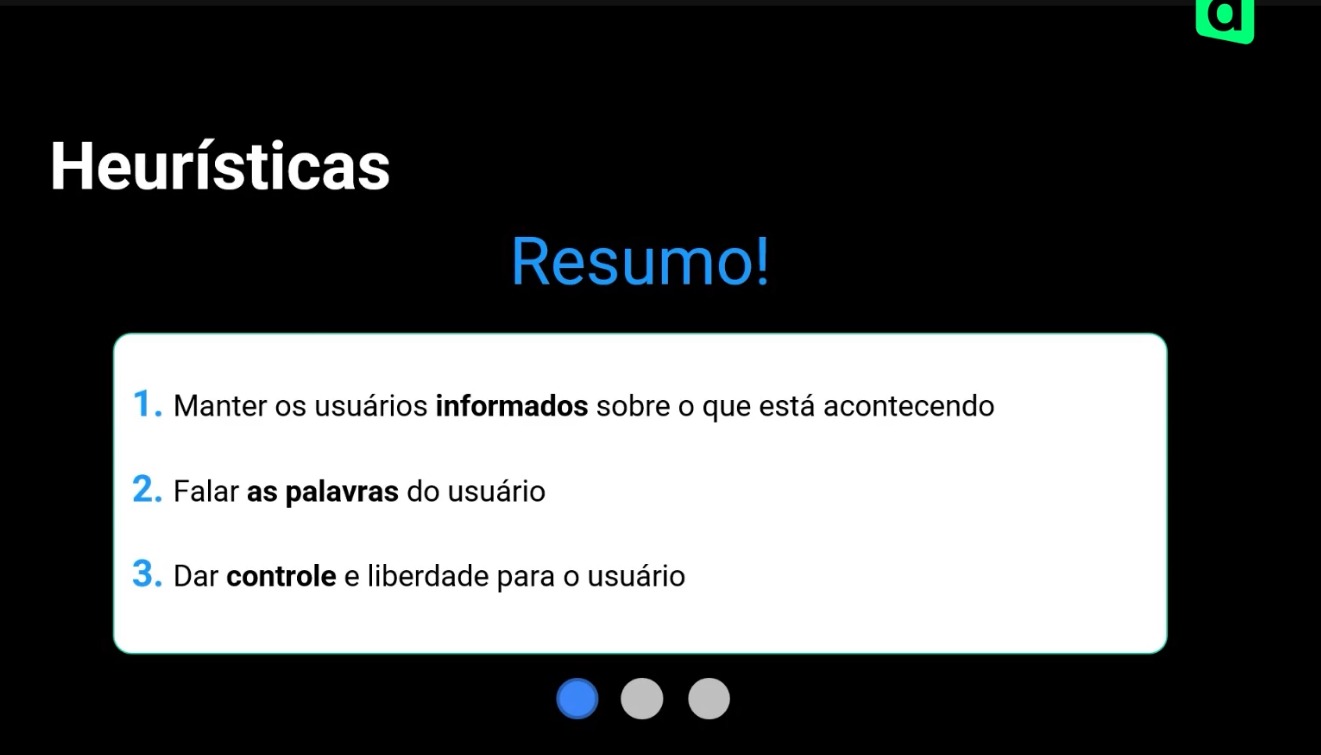 Heurísticas
Resumo!
1. Manter os usuários informados sobre o que está acontecendo
2. Falar as palavras do usuário
3. Dar controle e liberdade para o usuário